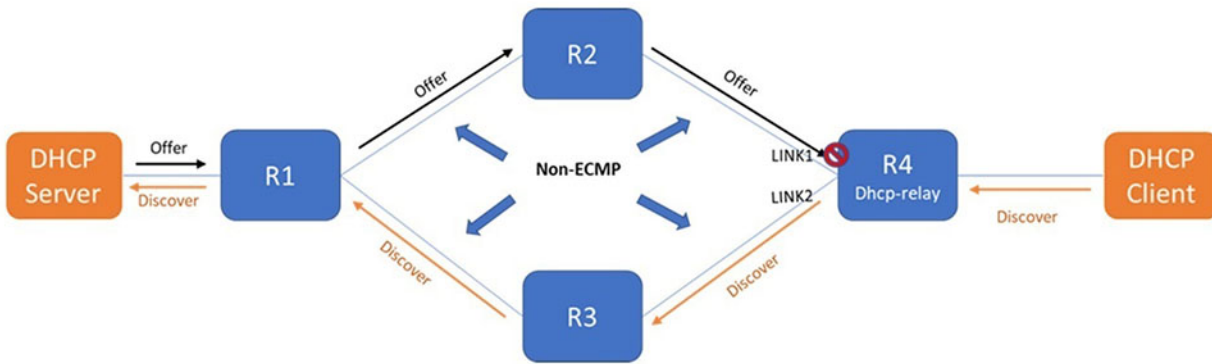 R2
Offer
Offer
DHCP
Server
Offer
Discover
R1
Non-ECMP
LINK1
LINK2
R4
Dhcp-relay
Discover
DHCP
Client
Discover
Discover
R3